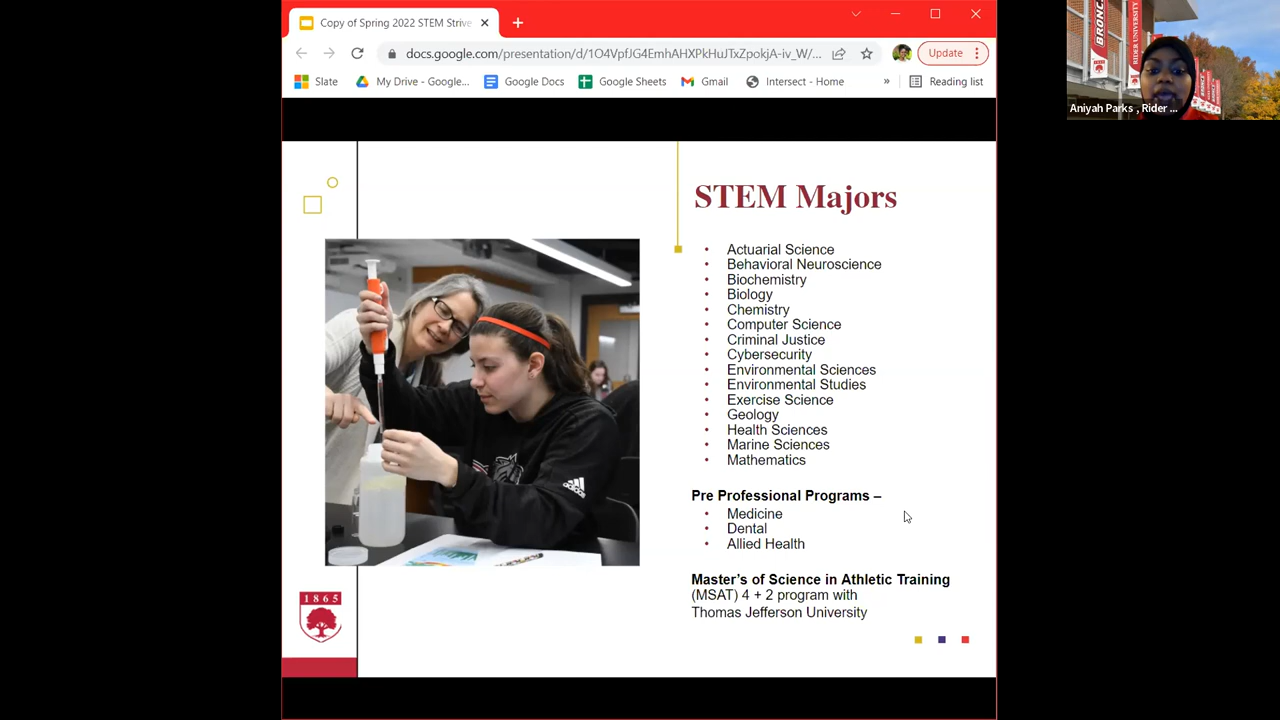 Copy of Spring 2022 STEM Strive
docs.google.com/presentation/d/1O4VpfJG4EmhAHXPkHuJTxZpokjA-iv_W/...
Update
Slate
My Drive - Google...
Google Docs
Google Sheets
Gmail
Intersect - Home
»
Reading list
BRONC
RIDER UNIVERSITY
Aniyah Parks , Rider ...
STEM Majors
• Actuarial Science
• Behavioral Neuroscience
• Biochemistry
• Biology
• Chemistry
• Computer Science
• Criminal Justice
• Cybersecurity
• Environmental Sciences
• Environmental Studies
• Exercise Science
• Geology
• Health Sciences
• Marine Sciences
• Mathematics
Pre Professional Programs –
• Medicine
• Dental
• Allied Health
Master's of Science in Athletic Training
(MSAT) 4 + 2 program with
Thomas Jefferson University
adidas
1865